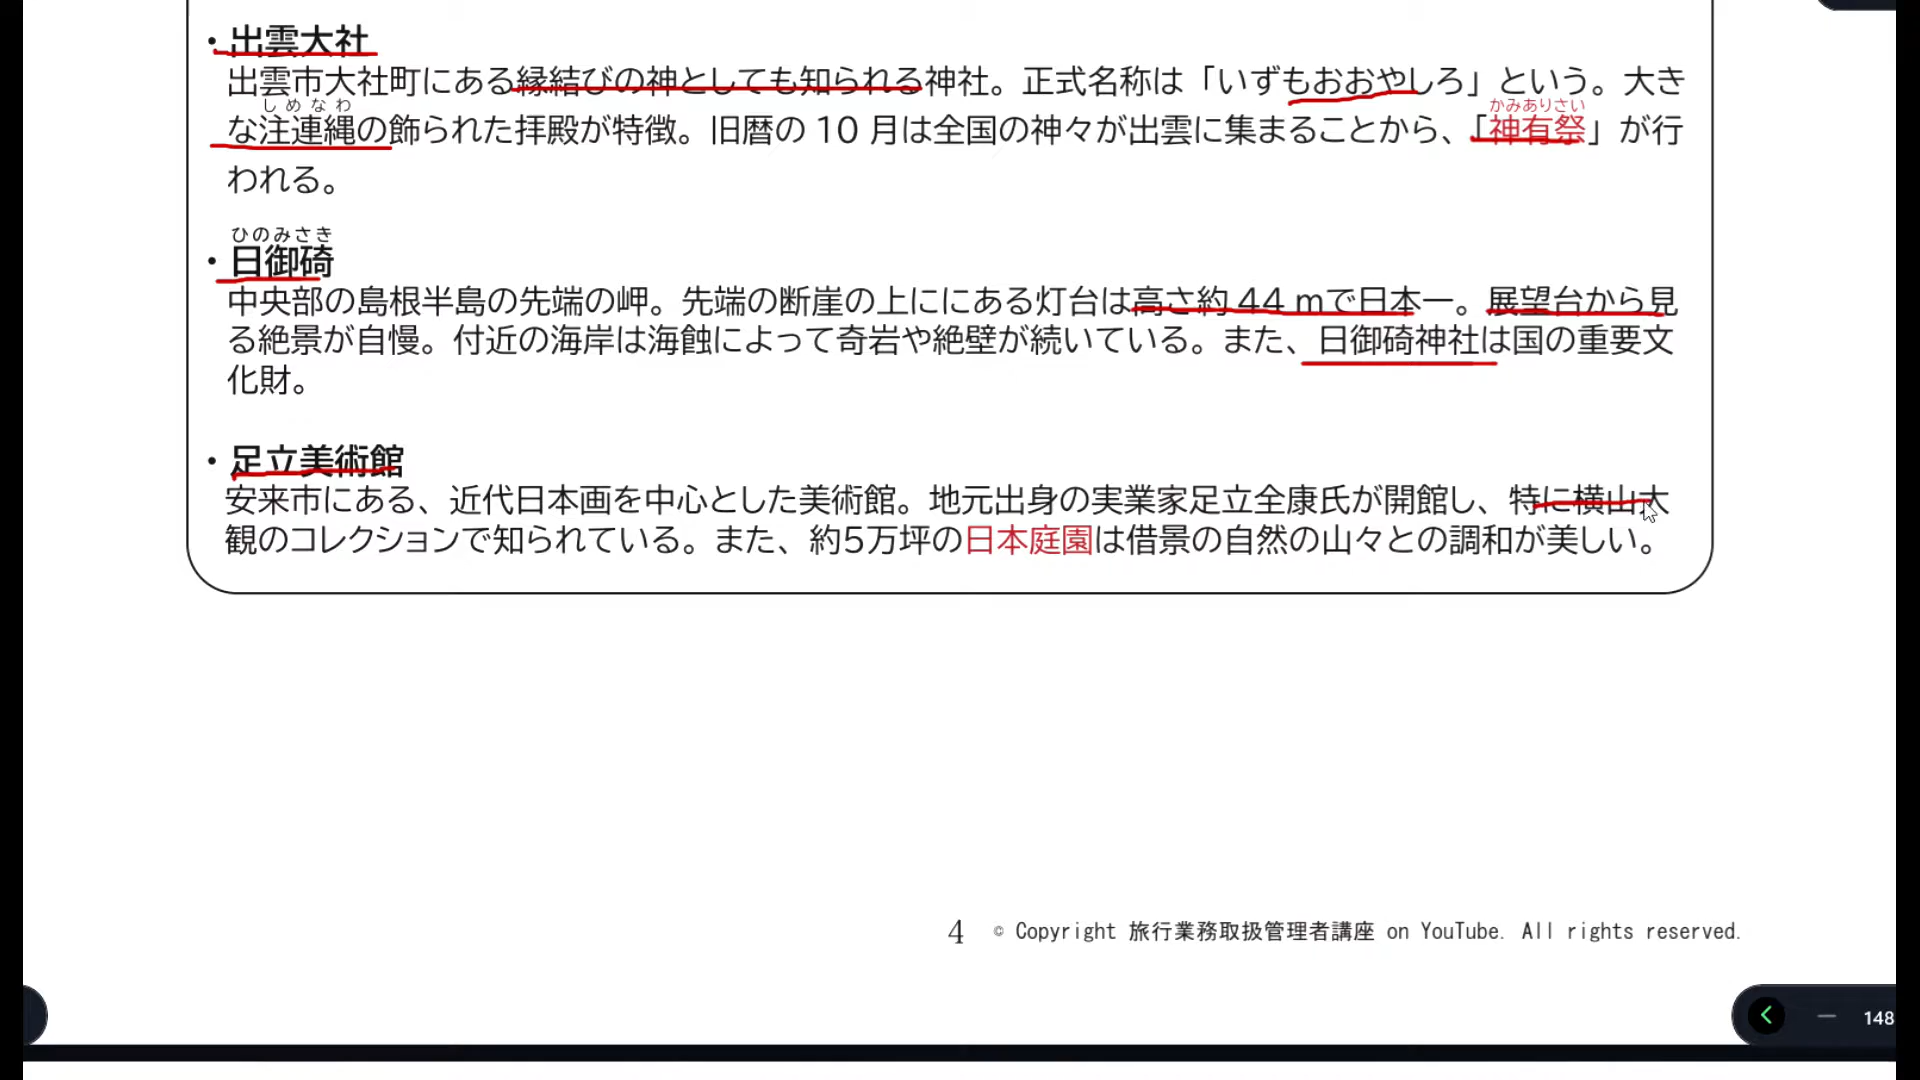 ・出雲大社
出雲市大社町にある縁結びの神としても知られる神社。正式名称は「いずもおおやしろ」という。大き
しめなわ
かみありさい
な注連縄の飾られた拝殿が特徴。旧暦の 10 月は全国の神々が出雲に集まることから、「神有祭」が行
われる。
ひのみさき
・日御碕
中央部の島根半島の先端の岬。先端の断崖の上ににある灯台は高さ約 44 mで日本一。展望台から見
る絶景が自慢。付近の海岸は海蝕によって奇岩や絶壁が続いている。また、日御碕神社は国の重要文
化財。
・足立美術館
安来市にある、近代日本画を中心とした美術館。地元出身の実業家足立全康氏が開館し、特に横山大
観のコレクションで知られている。また、約5万坪の日本庭園は借景の自然の山々との調和が美しい。
4 © Copyright 旅行業務取扱管理者講座 on YouTube. All rights reserved.
148